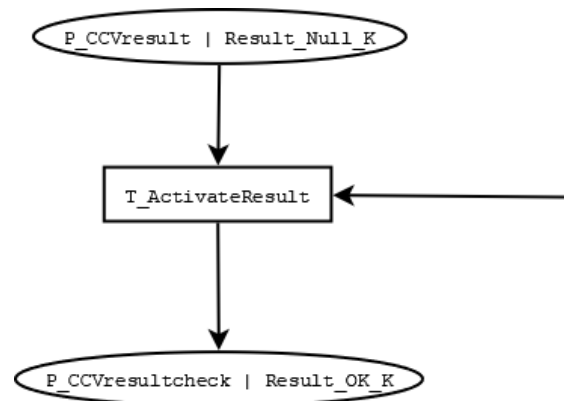 P_CCVresult | Result_Null_K
T_ActivateResult
P_CCVresultcheck | Result_OK_K